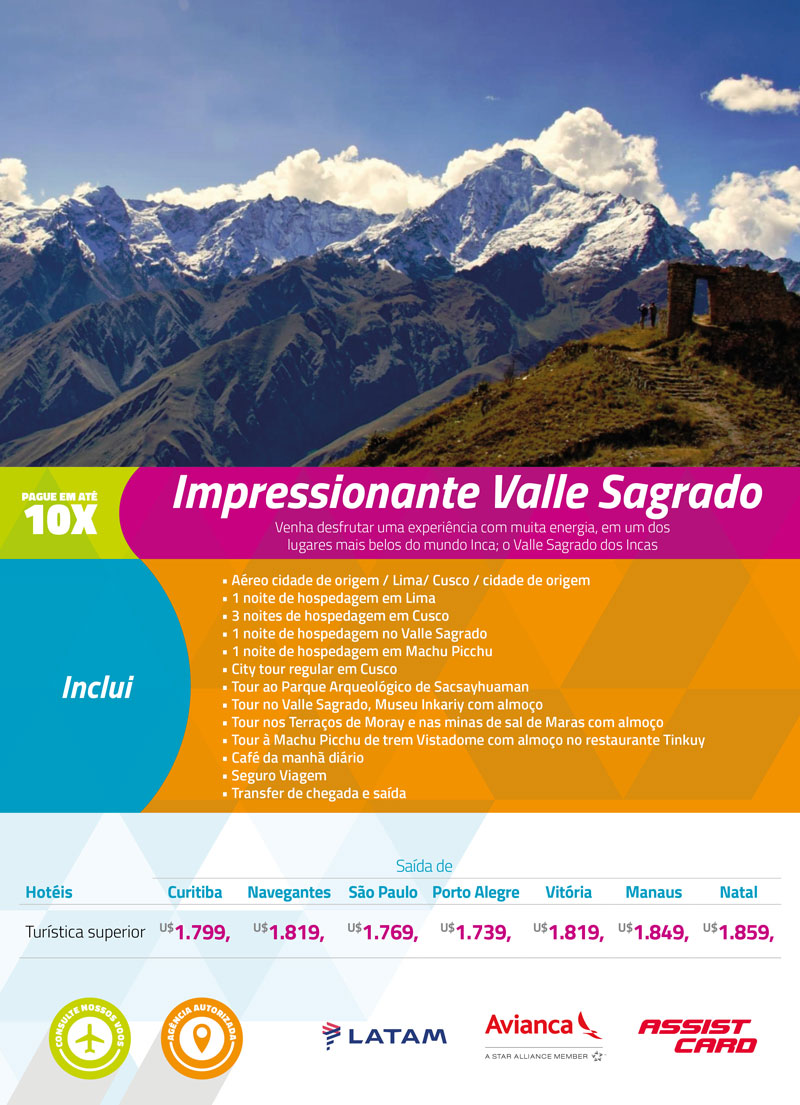 PAGUE EM ATÉ
10X
Impressionante Valle Sagrado
Venha desfrutar uma experiência com muita energia, em um dos
lugares mais belos do mundo Inca; o Valle Sagrado dos Incas
Inclui
• Aéreo cidade de origem / Lima/ Cusco / cidade de origem
• 1 noite de hospedagem em Lima
• 3 noites de hospedagem em Cusco
• 1 noite de hospedagem no Valle Sagrado
• 1 noite de hospedagem em Machu Picchu
• City tour regular em Cusco
• Tour ao Parque Arqueológico de Sacsayhuaman
• Tour no Valle Sagrado, Museu Inkariy com almoço
• Tour nos Terraços de Moray e nas minas de sal de Maras com almoço
• Tour à Machu Picchu de trem Vistadome com almoço no restaurante Tinkuy
• Café da manhã diário
• Seguro Viagem
• Transfer de chegada e saída
Saída de
Hotéis Curitiba Navegantes São Paulo Porto Alegre Vitória Manaus Natal
Turística superior U$1.799, U$1.819, U$1.769, U$1.739, U$1.819, U$1.849, U$1.859,
CONSULTE NOSSOS VOOS
AGÊNCIA AUTORIZADA
LATAM
Avianca
A STAR ALLIANCE MEMBER
ASSIST
CARD